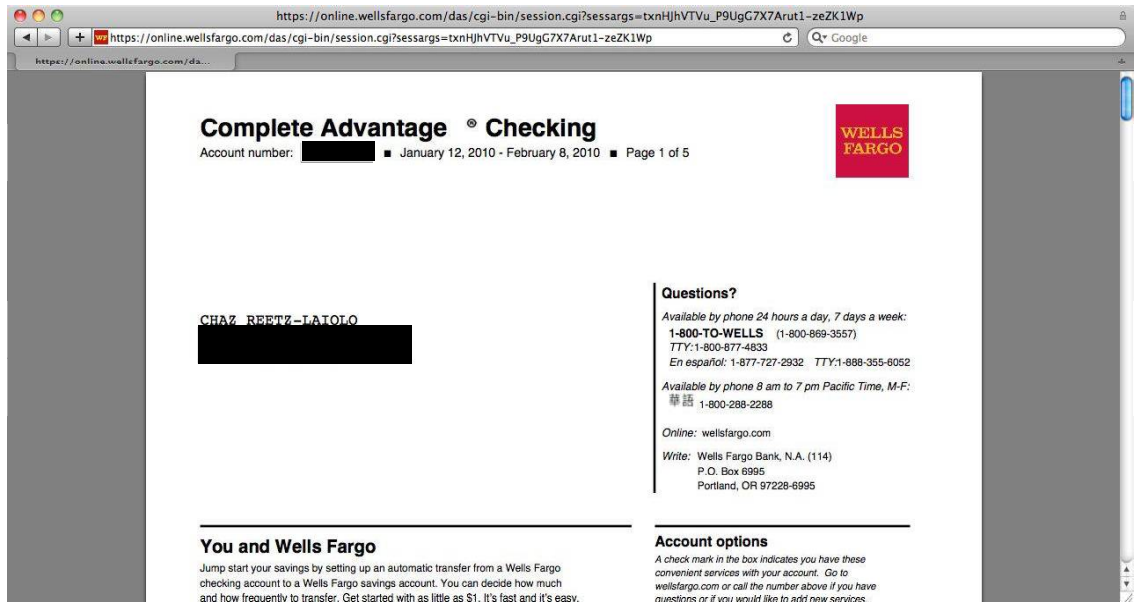 https://online.wellsfargo.com/das/cgi-bin/session.cgi?sessargs=txnHJhVTVu_P9UgG7X7Arut1-zeZK1Wp
https://online.wellsfargo.com/das/cgi-bin/session.cgi?sessargs=txnHJhVTVu_P9UgG7X7Arut1-zeZK1Wp
Google
https://online.wellsfargo.com/da...
Complete Advantage ® Checking
WELLS
FARGO
Account number: ■ January 12, 2010 - February 8, 2010 ■ Page 1 of 5
CHAZ REETZ-LAIOLO
Questions?
Available by phone 24 hours a day, 7 days a week:
1-800-TO-WELLS (1-800-869-3557)
TTY:1-800-877-4833
En español: 1-877-727-2932 TTY:1-888-355-6052
Available by phone 8 am to 7 pm Pacific Time, M-F:
華語 1-800-288-2288
Online: wellsfargo.com
Write: Wells Fargo Bank, N.A. (114)
P.O. Box 6995
Portland, OR 97228-6995
You and Wells Fargo
Jump start your savings by setting up an automatic transfer from a Wells Fargo
checking account to a Wells Fargo savings account. You can decide how much
and how frequently to transfer. Get started with as little as $1. It's fast and it's easy.
Account options
A check mark in the box indicates you have these
convenient services with your account. Go to
wellsfargo.com or call the number above if you have
questions or if you would like to add new services.